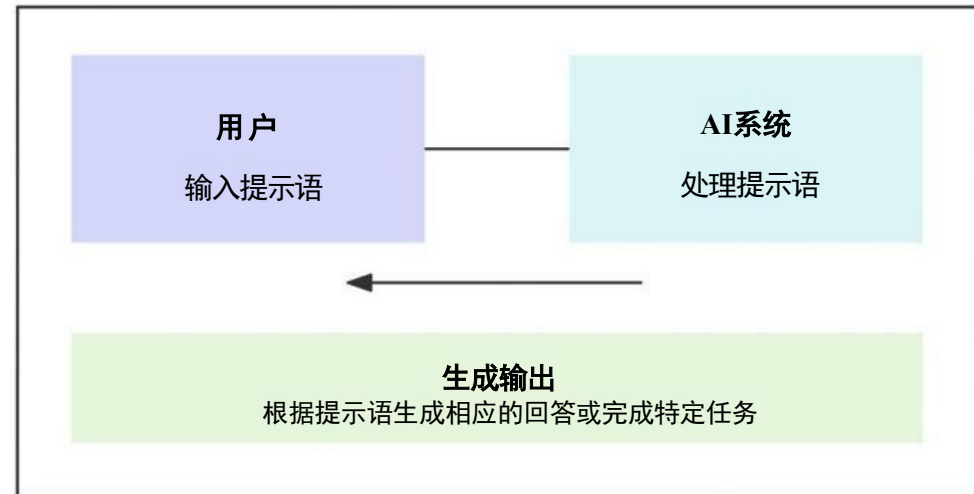 用户
输入提示语
AI系统
处理提示语
生成输出
根据提示语生成相应的回答或完成特定任务